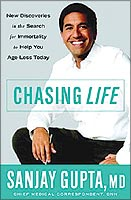 New Discoveries in
the Search for
Immortality to
Help You
Age Less Today
CHASING LIFE
SANJAY GUPTA, MD
CHIEF MEDICAL CORRESPONDENT, CNN